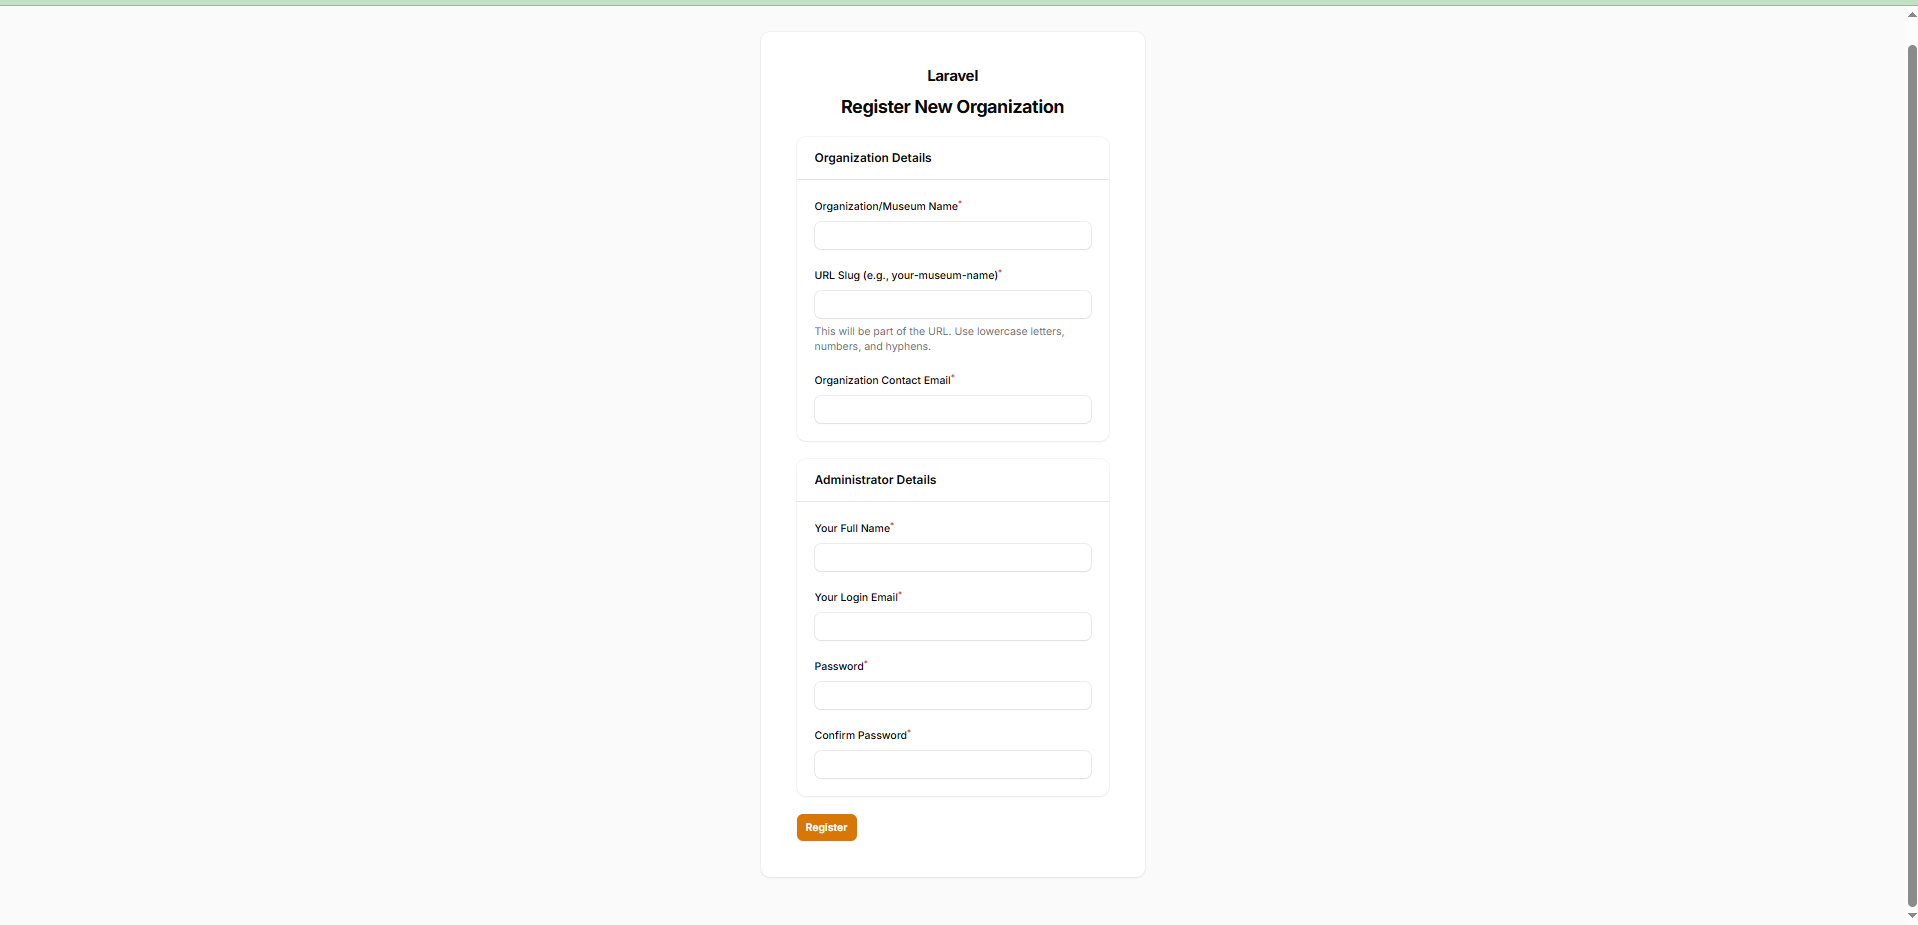 Laravel
Register New Organization
Organization Details
Organization/Museum Name*
URL Slug (e.g., your-museum-name)*
This will be part of the URL. Use lowercase letters,
numbers, and hyphens.
Organization Contact Email*
Administrator Details
Your Full Name*
Your Login Email*
Password*
Confirm Password*
Register